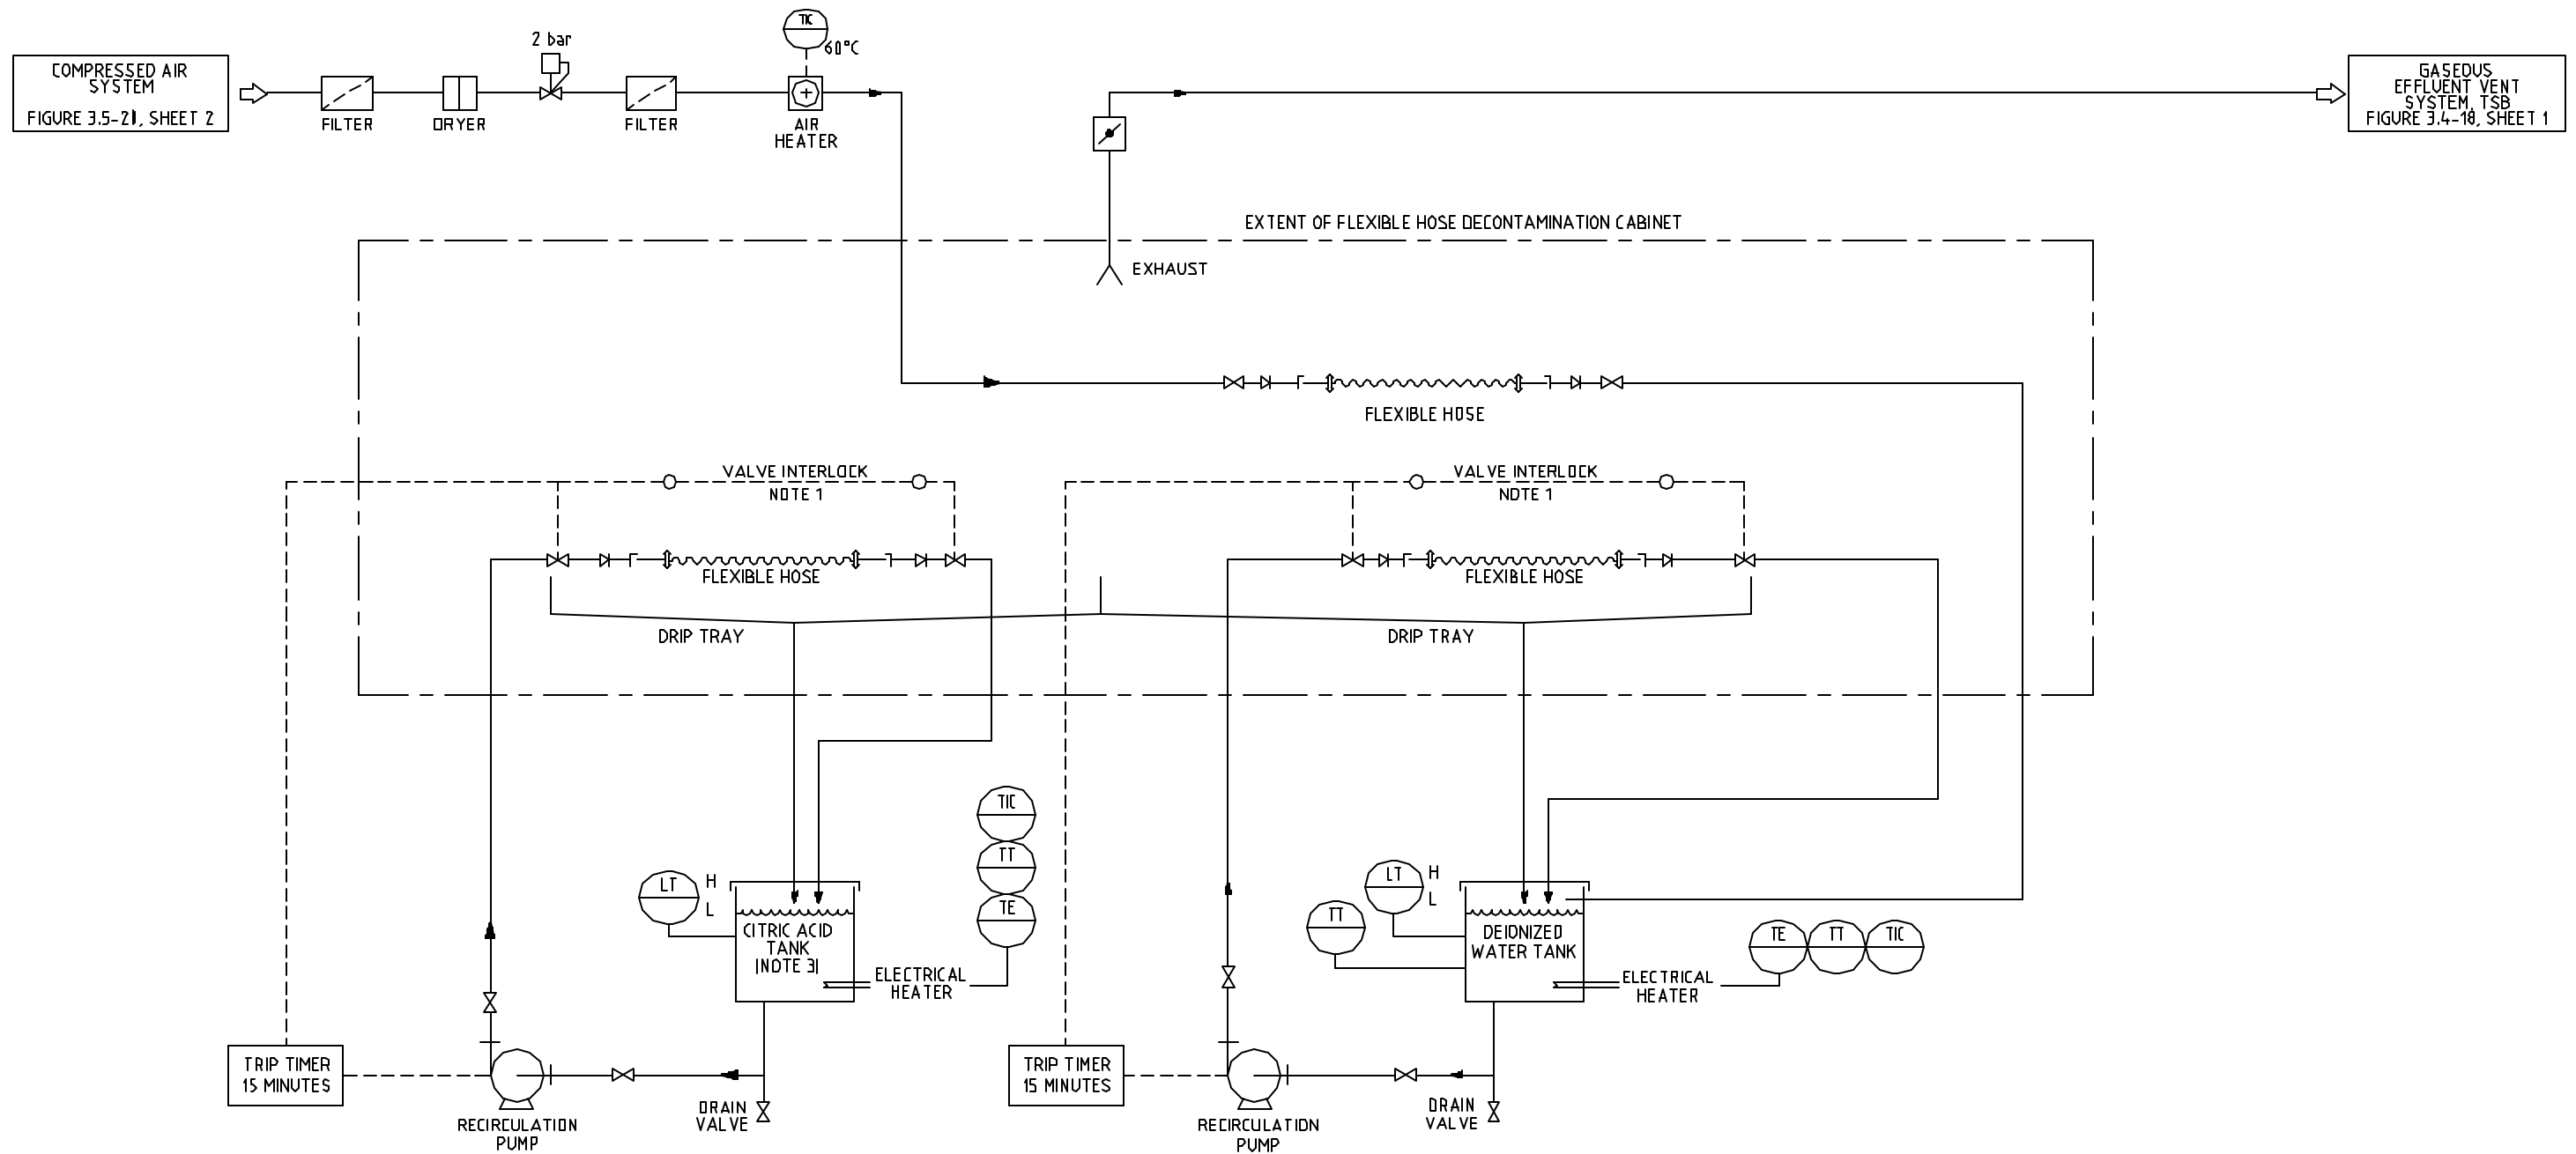 COMPRESSED AIR
SYSTEM
FIGURE 3.5-21, SHEET 2
FILTER
DRYER
2 bar
FILTER
TIC
60°C
AIR
HEATER
GASEOUS
EFFLUENT VENT
SYSTEM, TSB
FIGURE 3.4-18, SHEET 1
EXTENT OF FLEXIBLE HOSE DECONTAMINATION CABINET
EXHAUST
FLEXIBLE HOSE
VALVE INTERLOCK
NOTE 1
VALVE INTERLOCK
NOTE 1
FLEXIBLE HOSE
FLEXIBLE HOSE
DRIP TRAY
DRIP TRAY
TIC
TT
TE
LT
H
L
CITRIC ACID
TANK
|NOTE 3|
ELECTRICAL
HEATER
LT
H
L
TT
DEIONIZED
WATER TANK
TE
TT
TIC
ELECTRICAL
HEATER
TRIP TIMER
15 MINUTES
RECIRCULATION
PUMP
DRAIN
VALVE
TRIP TIMER
15 MINUTES
RECIRCULATION
PUMP
DRAIN
VALVE